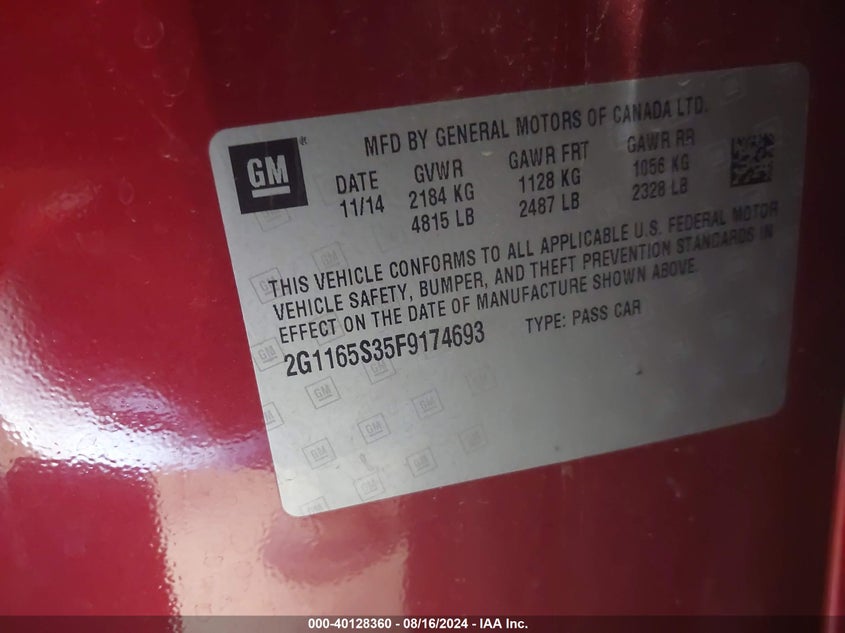 GM
MFD BY GENERAL MOTORS OF CANADA LTD.
DATE GVWR GAWR FRT GAWR RR
11/14 2184 KG 1128 KG 1056 KG
4815 LB 2487 LB 2328 LB
THIS VEHICLE CONFORMS TO ALL APPLICABLE U.S. FEDERAL MOTOR
VEHICLE SAFETY, BUMPER, AND THEFT PREVENTION STANDARDS IN
EFFECT ON THE DATE OF MANUFACTURE SHOWN ABOVE.
2G1165S35F9174693 TYPE: PASS CAR
000-40128360 - 08/16/2024 - IAA Inc.